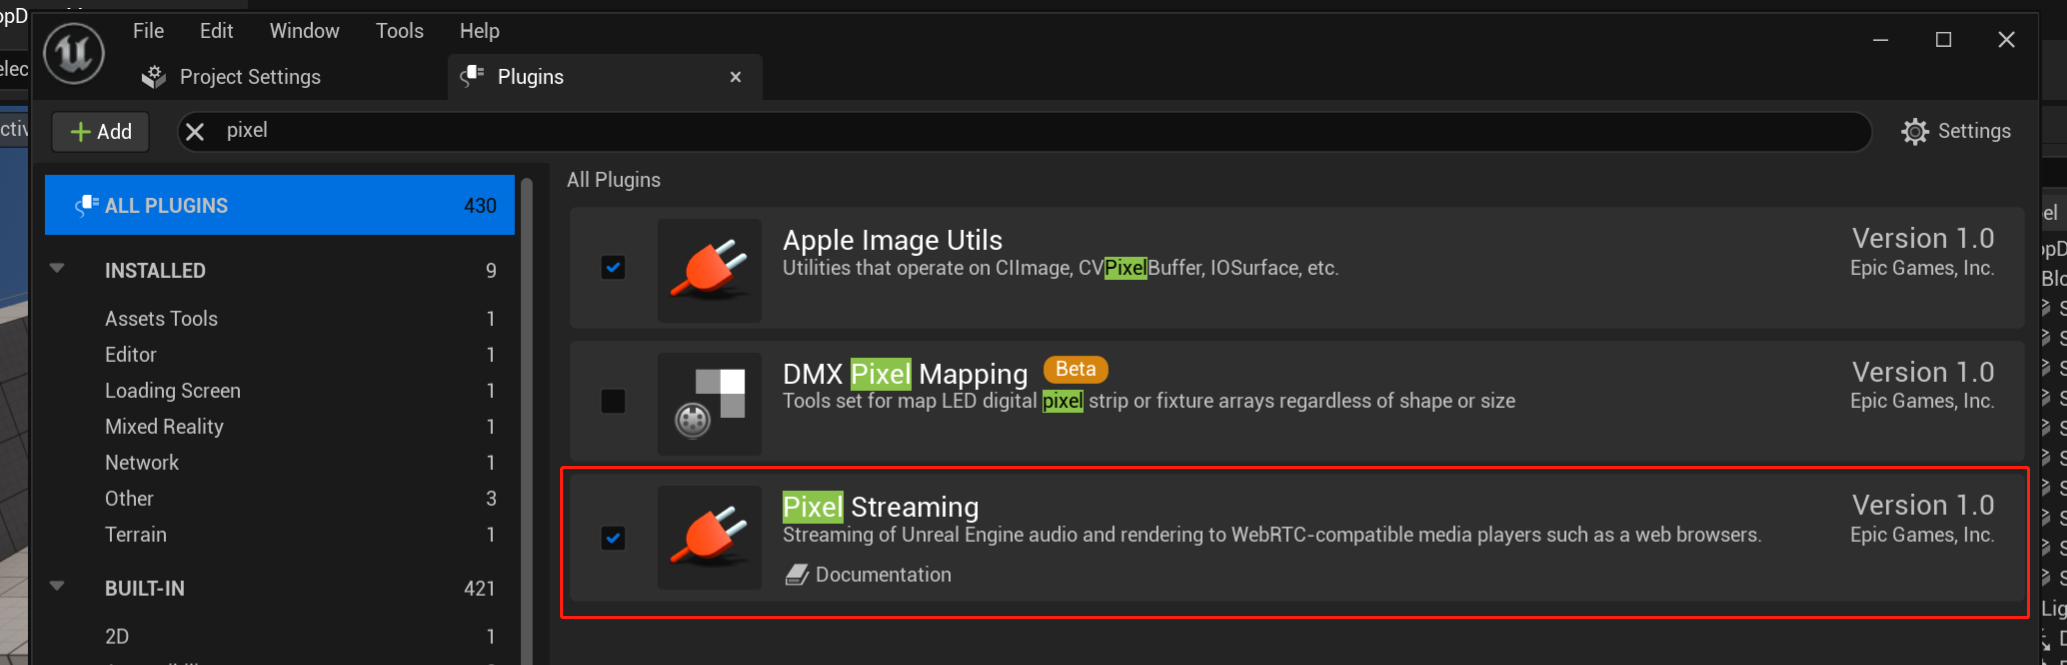 File Edit Window Tools Help
Project Settings
Plugins
Add
pixel
Settings
ALL PLUGINS 430
INSTALLED 9
Assets Tools 1
Editor 1
Loading Screen 1
Mixed Reality 1
Network 1
Other 3
Terrain 1
BUILT-IN 421
2D 1
All Plugins
Apple Image Utils
Utilities that operate on CIImage, CVPixelBuffer, IOSurface, etc.
Version 1.0
Epic Games, Inc.
DMX Pixel Mapping Beta
Tools set for map LED digital pixel strip or fixture arrays regardless of shape or size
Version 1.0
Epic Games, Inc.
Pixel Streaming
Streaming of Unreal Engine audio and rendering to WebRTC-compatible media players such as a web browsers.
Documentation
Version 1.0
Epic Games, Inc.